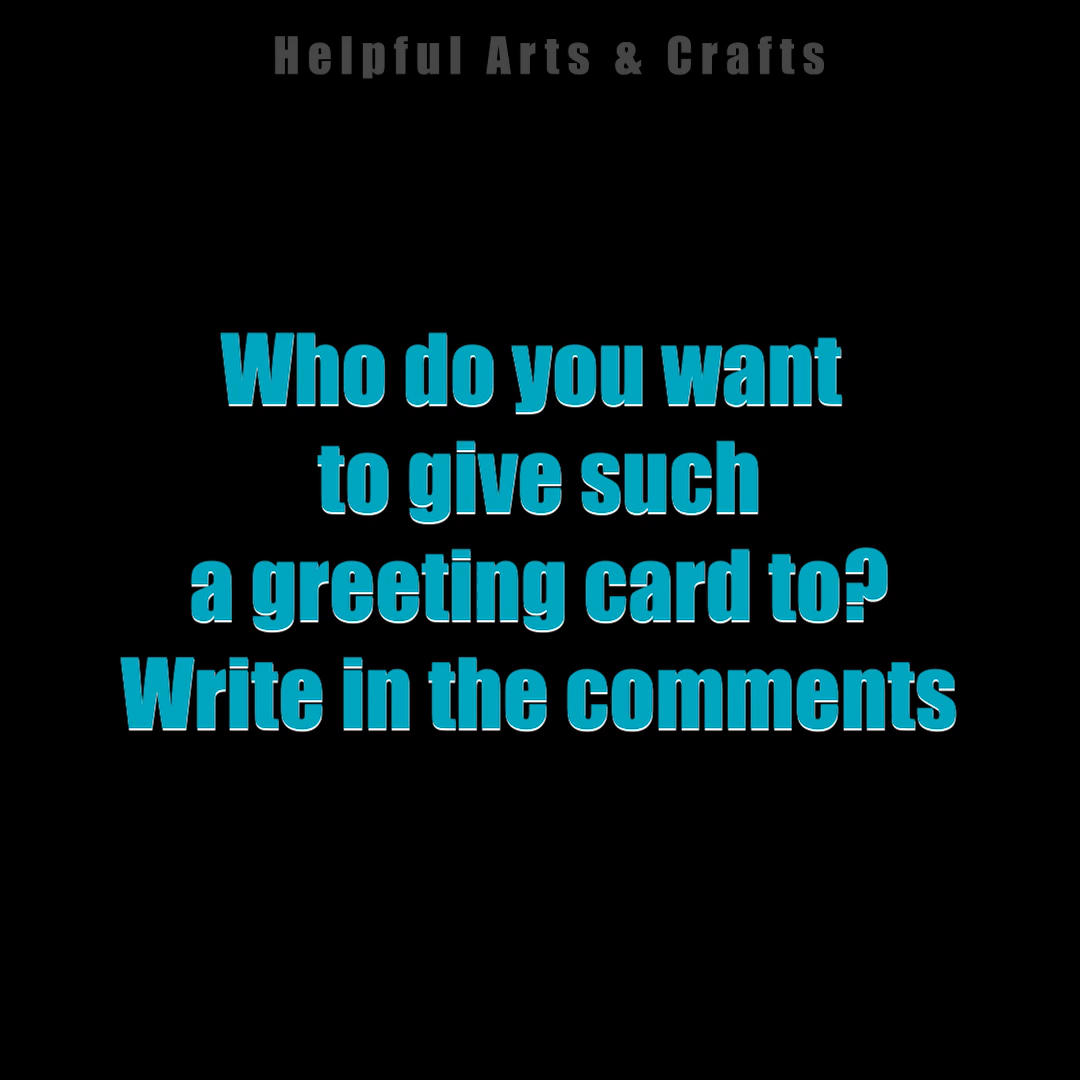 Helpful Arts & Crafts
Who do you want
to give such
a greeting card to?
Write in the comments